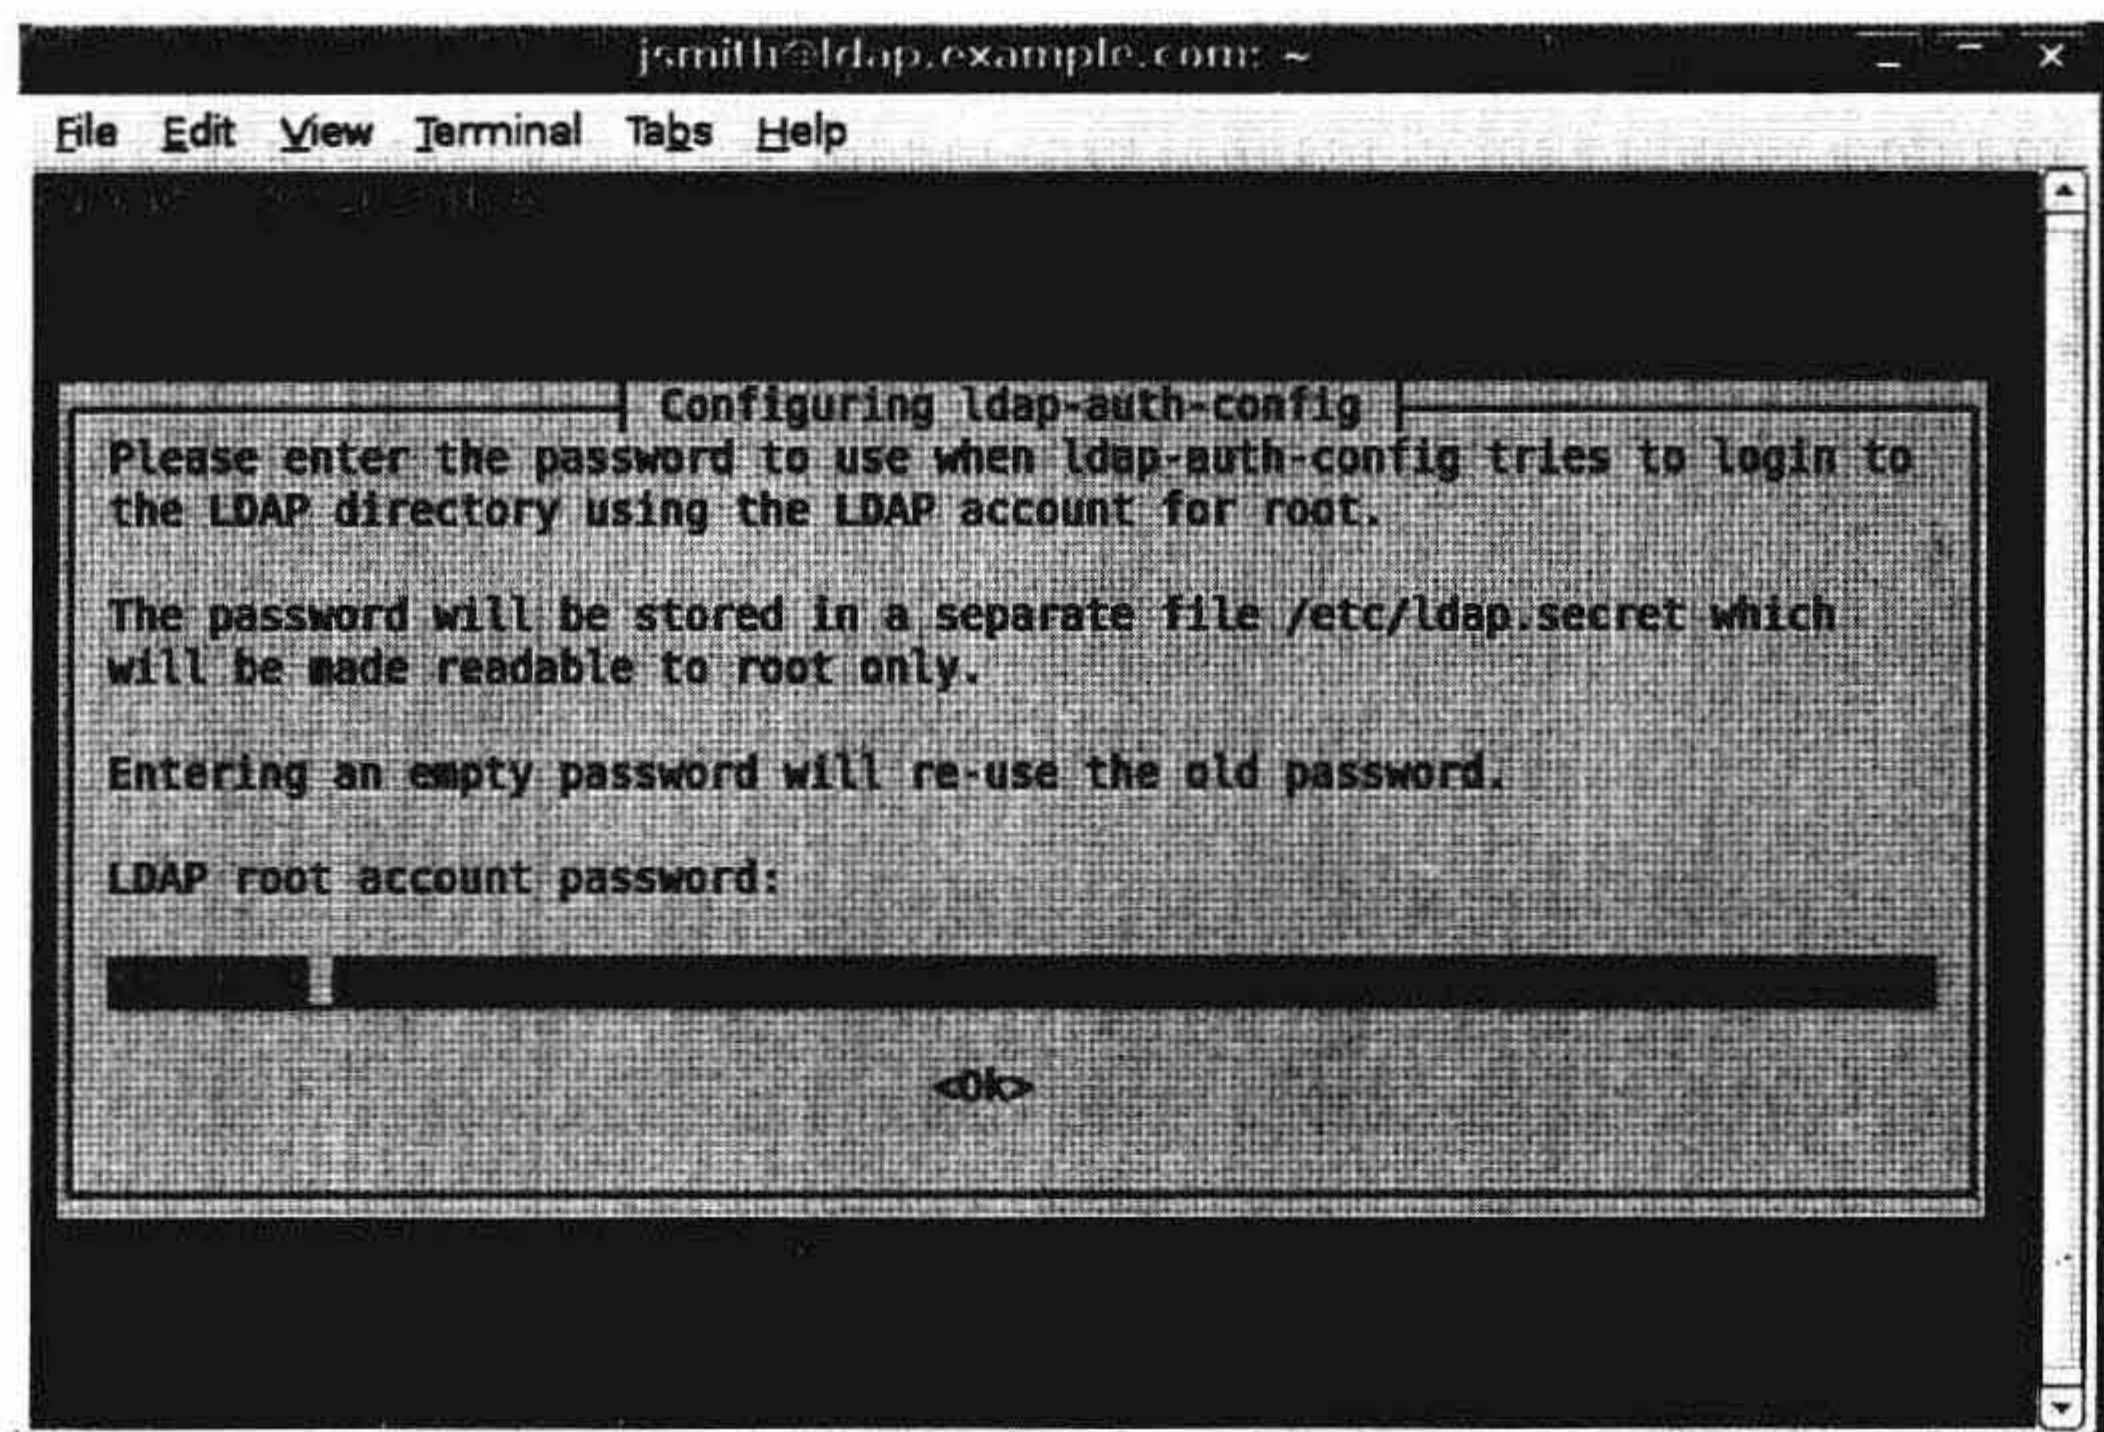 jsmith@ldap.example.com: ~
File Edit View Terminal Tabs Help
Configuring ldap-auth-config
Please enter the password to use when ldap-auth-config tries to login to
the LDAP directory using the LDAP account for root.
The password will be stored in a separate file /etc/ldap.secret which
will be made readable to root only.
Entering an empty password will re-use the old password.
LDAP root account password:
<Ok>